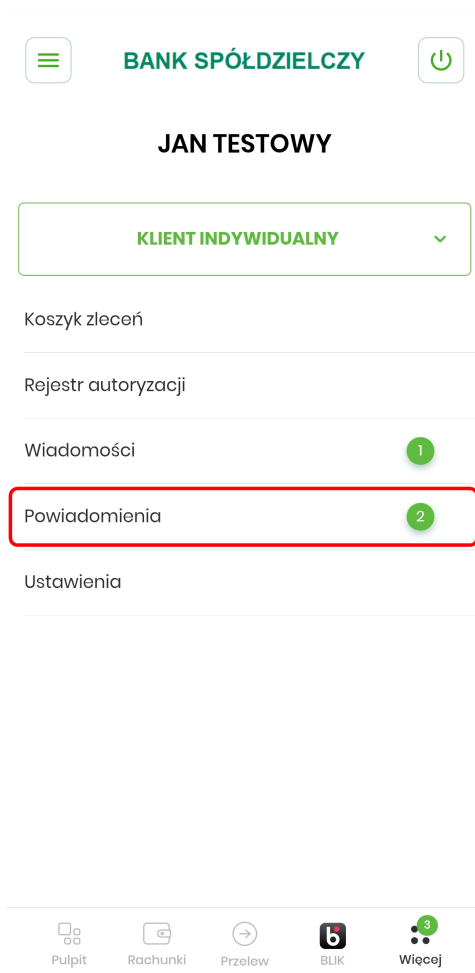 BANK SPÓŁDZIELCZY
JAN TESTOWY
KLIENT INDYWIDUALNY
Koszyk zleceń
Rejestr autoryzacji
Wiadomości 1
Powiadomienia 2
Ustawienia
3
Pulpit Rachunki Przelew BLIK Więcej